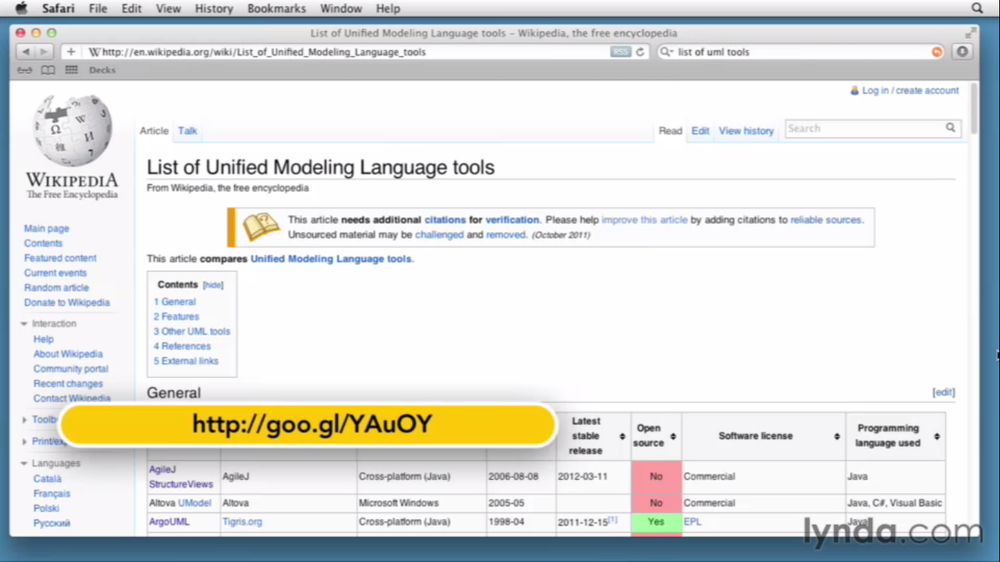 Safari File Edit View History Bookmarks Window Help
List of Unified Modeling Language tools – Wikipedia, the free encyclopedia
http://en.wikipedia.org/wiki/List_of_Unified_Modeling_Language_tools RSS list of uml tools
Decks
Log in / create account
Article Talk Read Edit View history Search
WIKIPEDIA
The Free Encyclopedia
Main page
Contents
Featured content
Current events
Random article
Donate to Wikipedia
Interaction
Help
About Wikipedia
Community portal
Recent changes
Contact Wikipedia
Languages
Català
Français
Polski
Русский
List of Unified Modeling Language tools
From Wikipedia, the free encyclopedia
This article needs additional citations for verification. Please help improve this article by adding citations to reliable sources.
Unsourced material may be challenged and removed. (October 2011)
This article compares Unified Modeling Language tools.
Contents [hide]
1 General
2 Features
3 Other UML tools
4 References
5 External links
General [edit]
http://goo.gl/YAuOY
Latest stable release Open source Software license Programming language used
AgileJ StructureViews AgileJ Cross-platform (Java) 2006-08-08 2012-03-11 No Commercial Java
Altova UModel Altova Microsoft Windows 2005-05 No Commercial Java, C#, Visual Basic
ArgoUML Tigris.org Cross-platform (Java) 1998-04 2011-12-15[1] Yes EPL Java
lynda.com